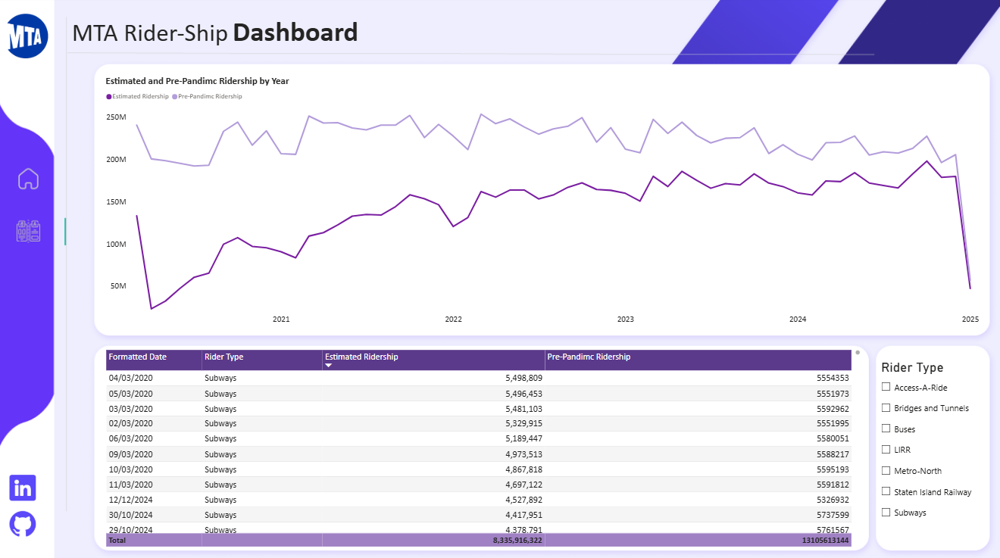 MTA
MTA Rider-Ship Dashboard
Estimated and Pre-Pandimc Ridership by Year
Estimated Ridership Pre-Pandimc Ridership
250M
200M
150M
100M
50M
2021 2022 2023 2024 2025
Formatted Date Rider Type Estimated Ridership Pre-Pandimc Ridership
04/03/2020 Subways 5,498,809 5554353
05/03/2020 Subways 5,496,453 5551973
03/03/2020 Subways 5,481,103 5592962
02/03/2020 Subways 5,329,915 5551995
06/03/2020 Subways 5,189,447 5580051
09/03/2020 Subways 4,973,513 5588217
10/03/2020 Subways 4,867,818 5595193
11/03/2020 Subways 4,697,122 5591812
12/12/2024 Subways 4,527,892 5326932
30/10/2024 Subways 4,417,951 5737599
29/10/2024 Subways 4,378,791 5761567
Total 8,335,916,322 13105613144
Rider Type
Access-A-Ride
Bridges and Tunnels
Buses
LIRR
Metro-North
Staten Island Railway
Subways
in